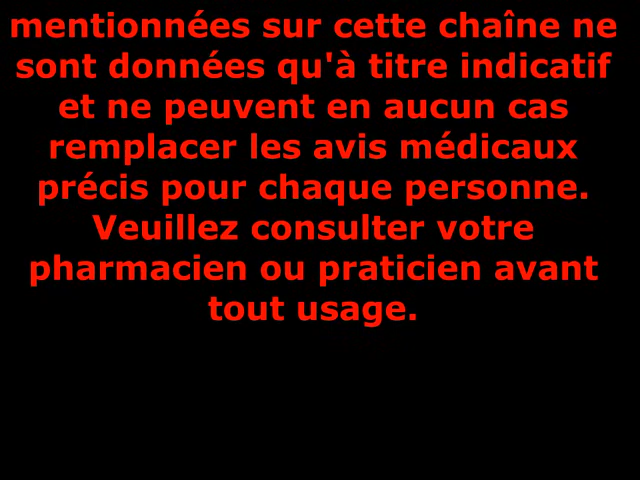 mentionnées sur cette chaîne ne
sont données qu'à titre indicatif
et ne peuvent en aucun cas
remplacer les avis médicaux
précis pour chaque personne.
Veuillez consulter votre
pharmacien ou praticien avant
tout usage.